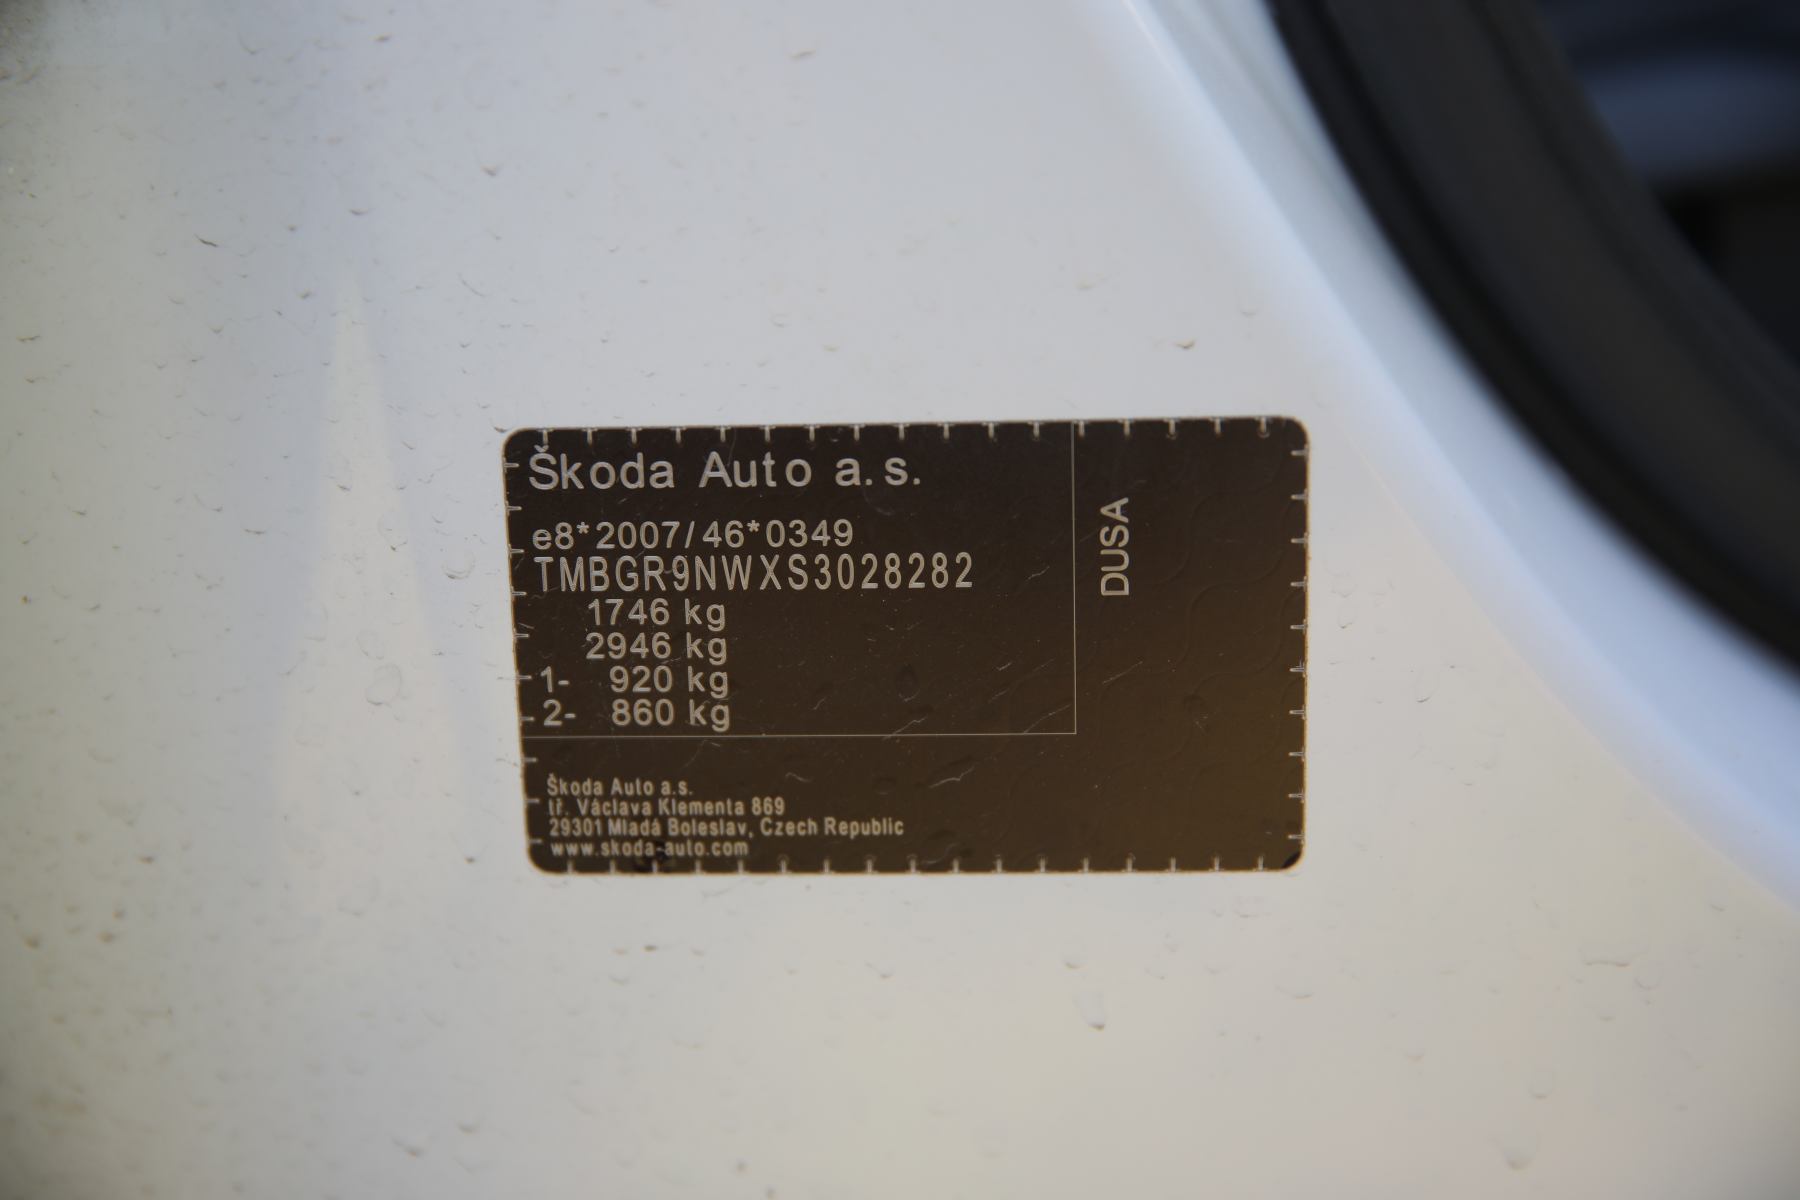 Škoda Auto a.s.
e8*2007/46*0349
TMBGR9NWXS3028282
1746 kg
2946 kg
1- 920 kg
2- 860 kg
DUSA
Škoda Auto a.s.
tř. Václava Klementa 869
29301 Mladá Boleslav, Czech Republic
www.skoda-auto.com